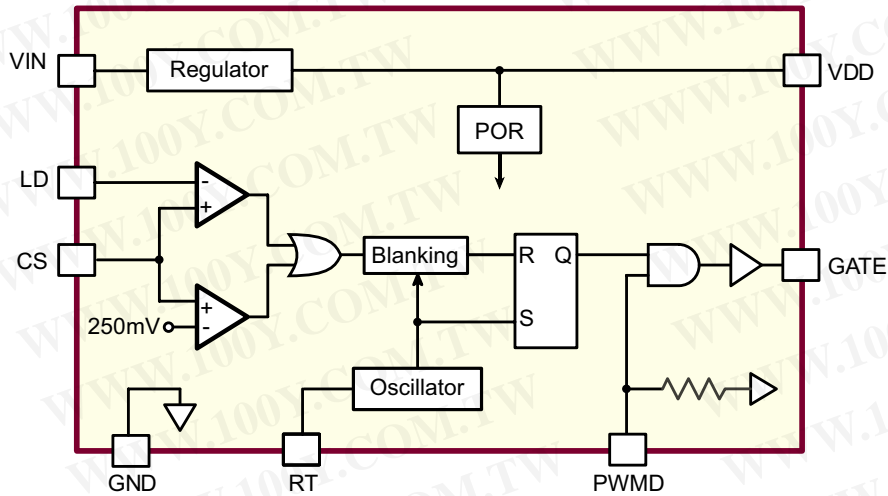 WWW.100Y.COM.TW
VIN
Regulator
VDD
POR
LD
-
+
CS
Blanking
R Q
S
GATE
+
-
250mV
Oscillator
GND
RT
PWMD